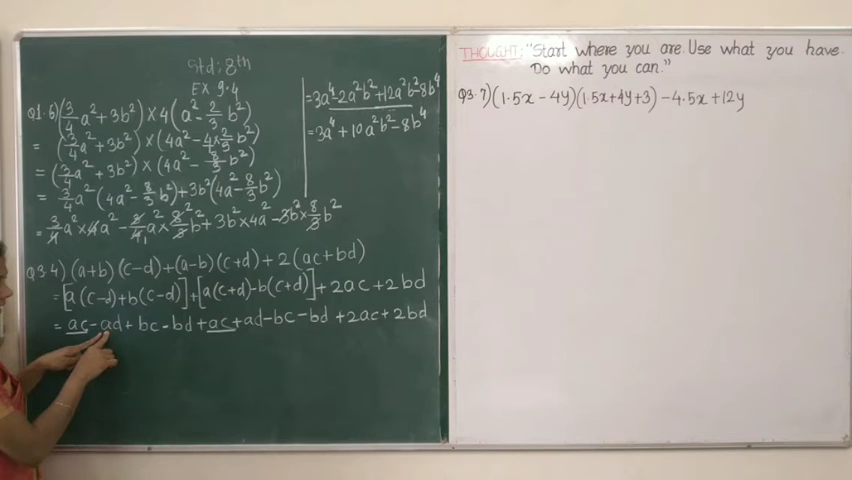 Std; 8th
EX 9.4
Q1.6) (3/4 a² + 3b²) × 4(a² - 2/3 b²)
= (3/4 a² + 3b²) × (4a² - 4×2/3 b²)
= (3/4 a² + 3b²) × (4a² - 8/3 b²)
= 3/4 a² (4a² - 8/3 b²) + 3b² (4a² - 8/3 b²)
= 3/4 a² × 4a² - 3/4 a² × 8/3 b² + 3b² × 4a² - 3b² × 8/3 b²
= 3a⁴ - 2a²b² + 12a²b² - 8b⁴
= 3a⁴ + 10a²b² - 8b⁴
Q3.4) (a+b) (c-d) + (a-b) (c+d) + 2 (ac+bd)
= [a (c-d) + b(c-d)] + [a(c+d) - b(c+d)] + 2ac + 2bd
= ac - ad + bc - bd + ac + ad - bc - bd + 2ac + 2bd
THOUGHT: "Start where you are. Use what you have.
Do what you can."
Q3.7) (1.5x - 4y)(1.5x + 4y + 3) - 4.5x + 12y